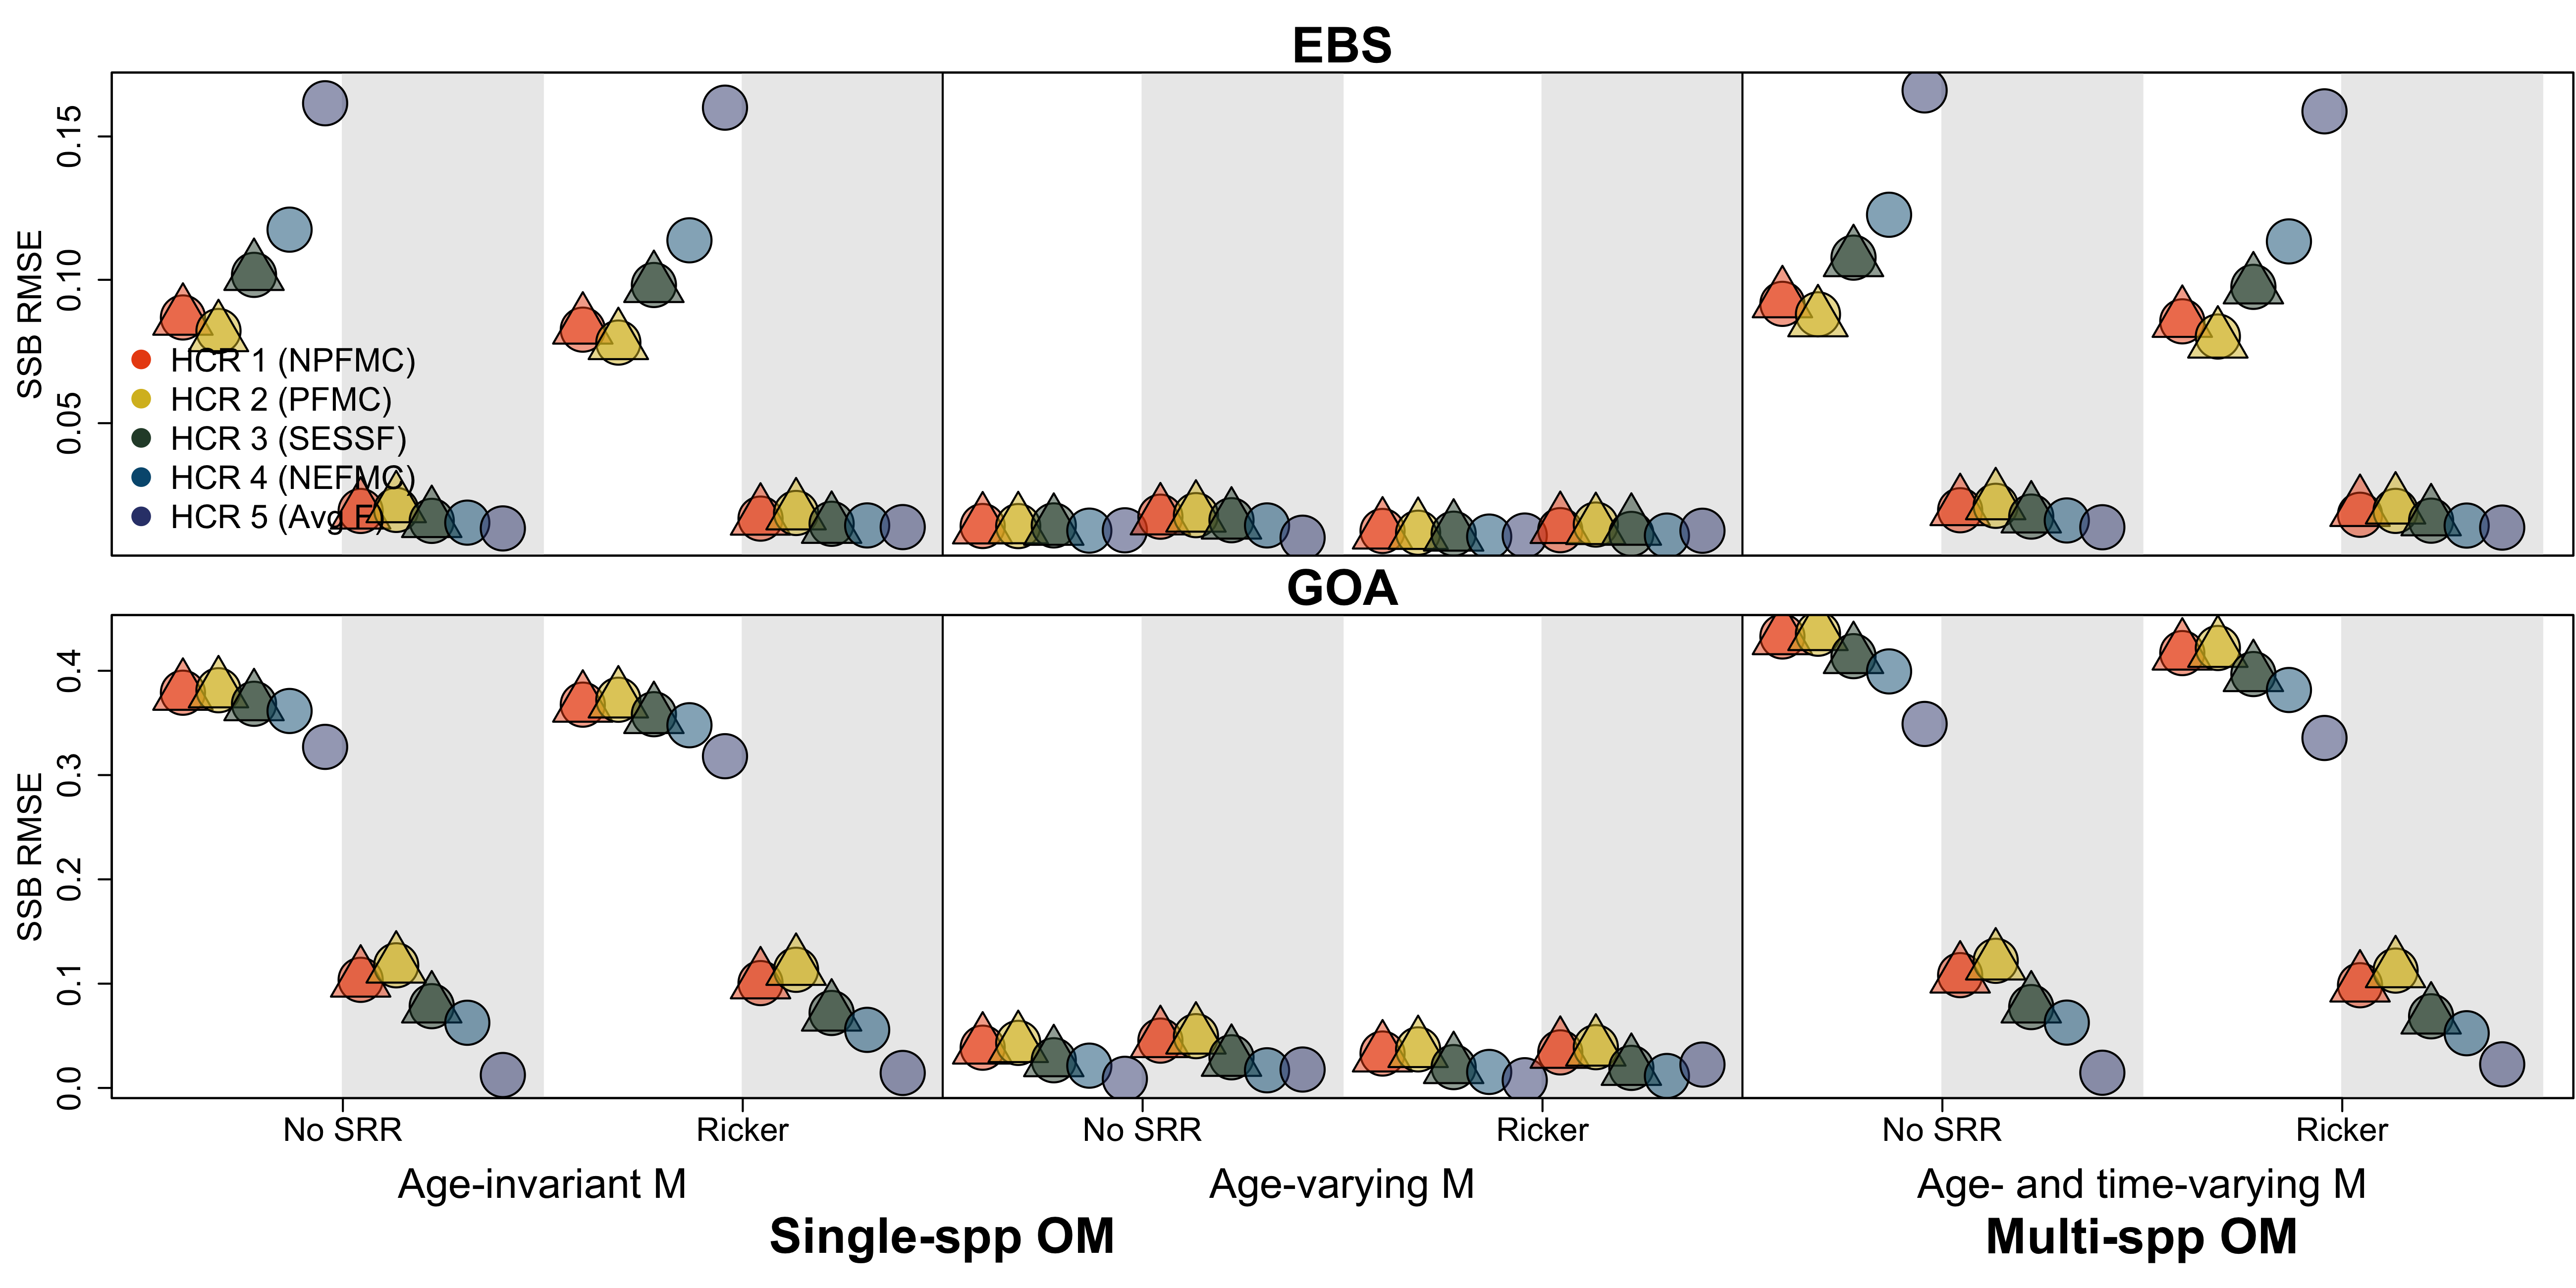 EBS
SSB RMSE
0.15
0.10
0.05
HCR 1 (NPFMC)
HCR 2 (PFMC)
HCR 3 (SESSF)
HCR 4 (NEFMC)
HCR 5 (Avg F)
GOA
SSB RMSE
0.4
0.3
0.2
0.1
0.0
No SRR
Ricker
No SRR
Ricker
No SRR
Ricker
Age-invariant M
Age-varying M
Age- and time-varying M
Single-spp OM
Multi-spp OM